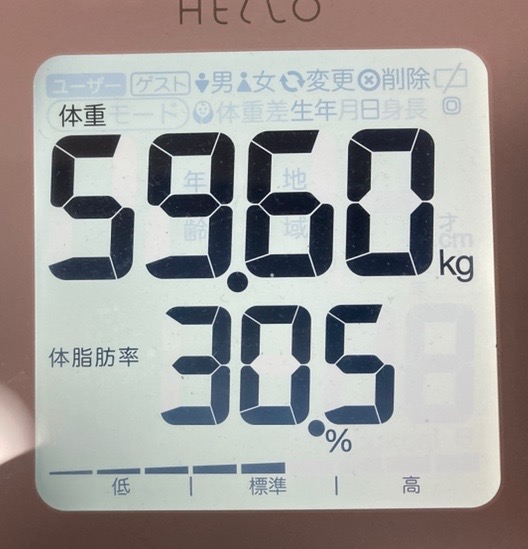 HELLO
ユーザー ゲスト 男 女 変更 削除
体重 モード 体重差 生年月日 身長
年齢 地域
59.60 kg
才
cm
体脂肪率 30.5 %
低 | 標準 | 高